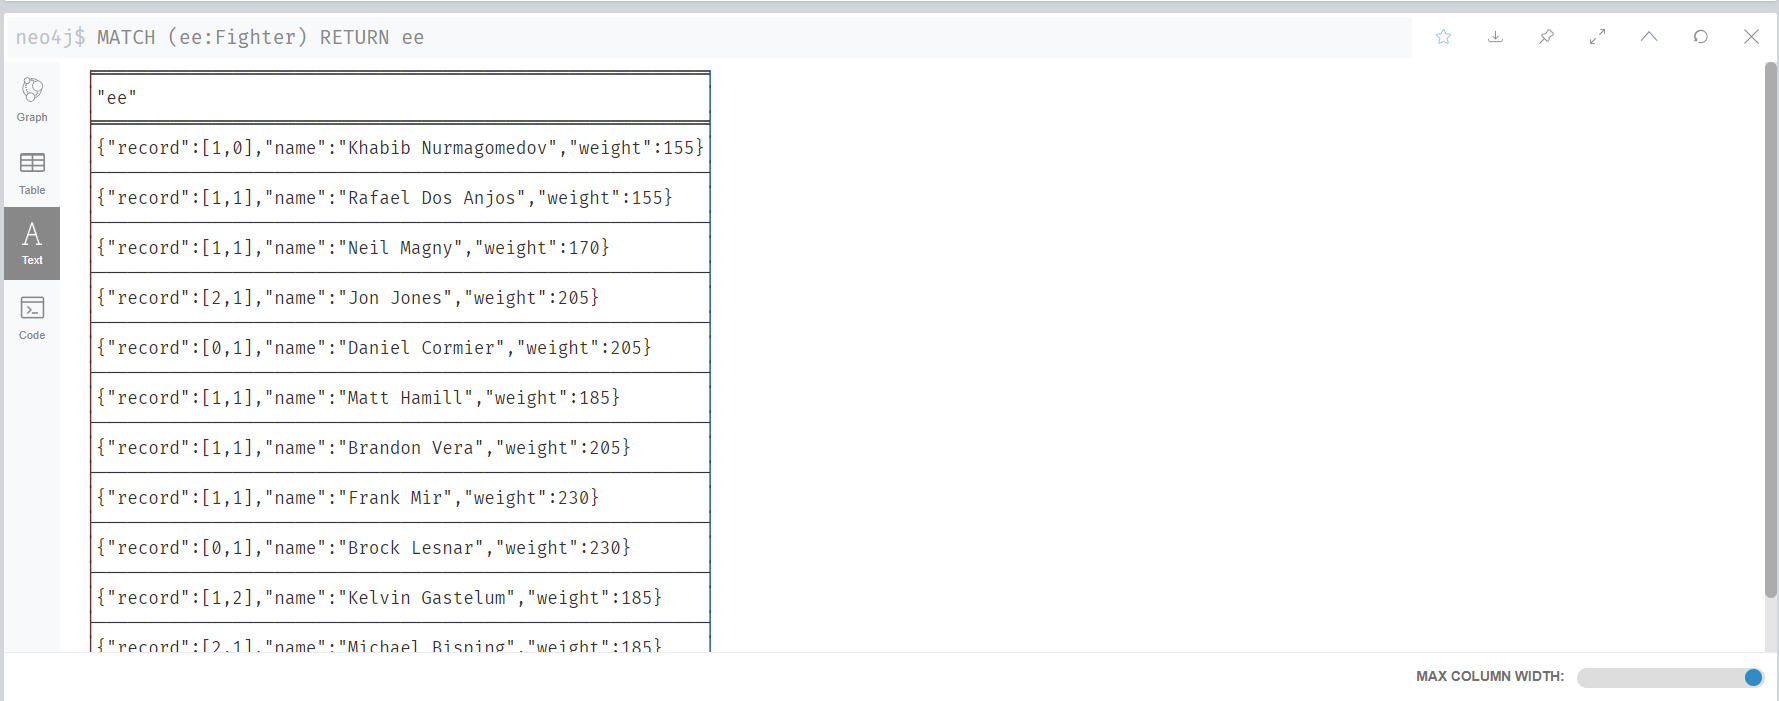 neo4j$ MATCH (ee:Fighter) RETURN ee
Graph
Table
Text
Code
"ee"
{"record":[1,0],"name":"Khabib Nurmagomedov","weight":155}
{"record":[1,1],"name":"Rafael Dos Anjos","weight":155}
{"record":[1,1],"name":"Neil Magny","weight":170}
{"record":[2,1],"name":"Jon Jones","weight":205}
{"record":[0,1],"name":"Daniel Cormier","weight":205}
{"record":[1,1],"name":"Matt Hamill","weight":185}
{"record":[1,1],"name":"Brandon Vera","weight":205}
{"record":[1,1],"name":"Frank Mir","weight":230}
{"record":[0,1],"name":"Brock Lesnar","weight":230}
{"record":[1,2],"name":"Kelvin Gastelum","weight":185}
{"record":[2,1],"name":"Michael Bisping","weight":185}
MAX COLUMN WIDTH: